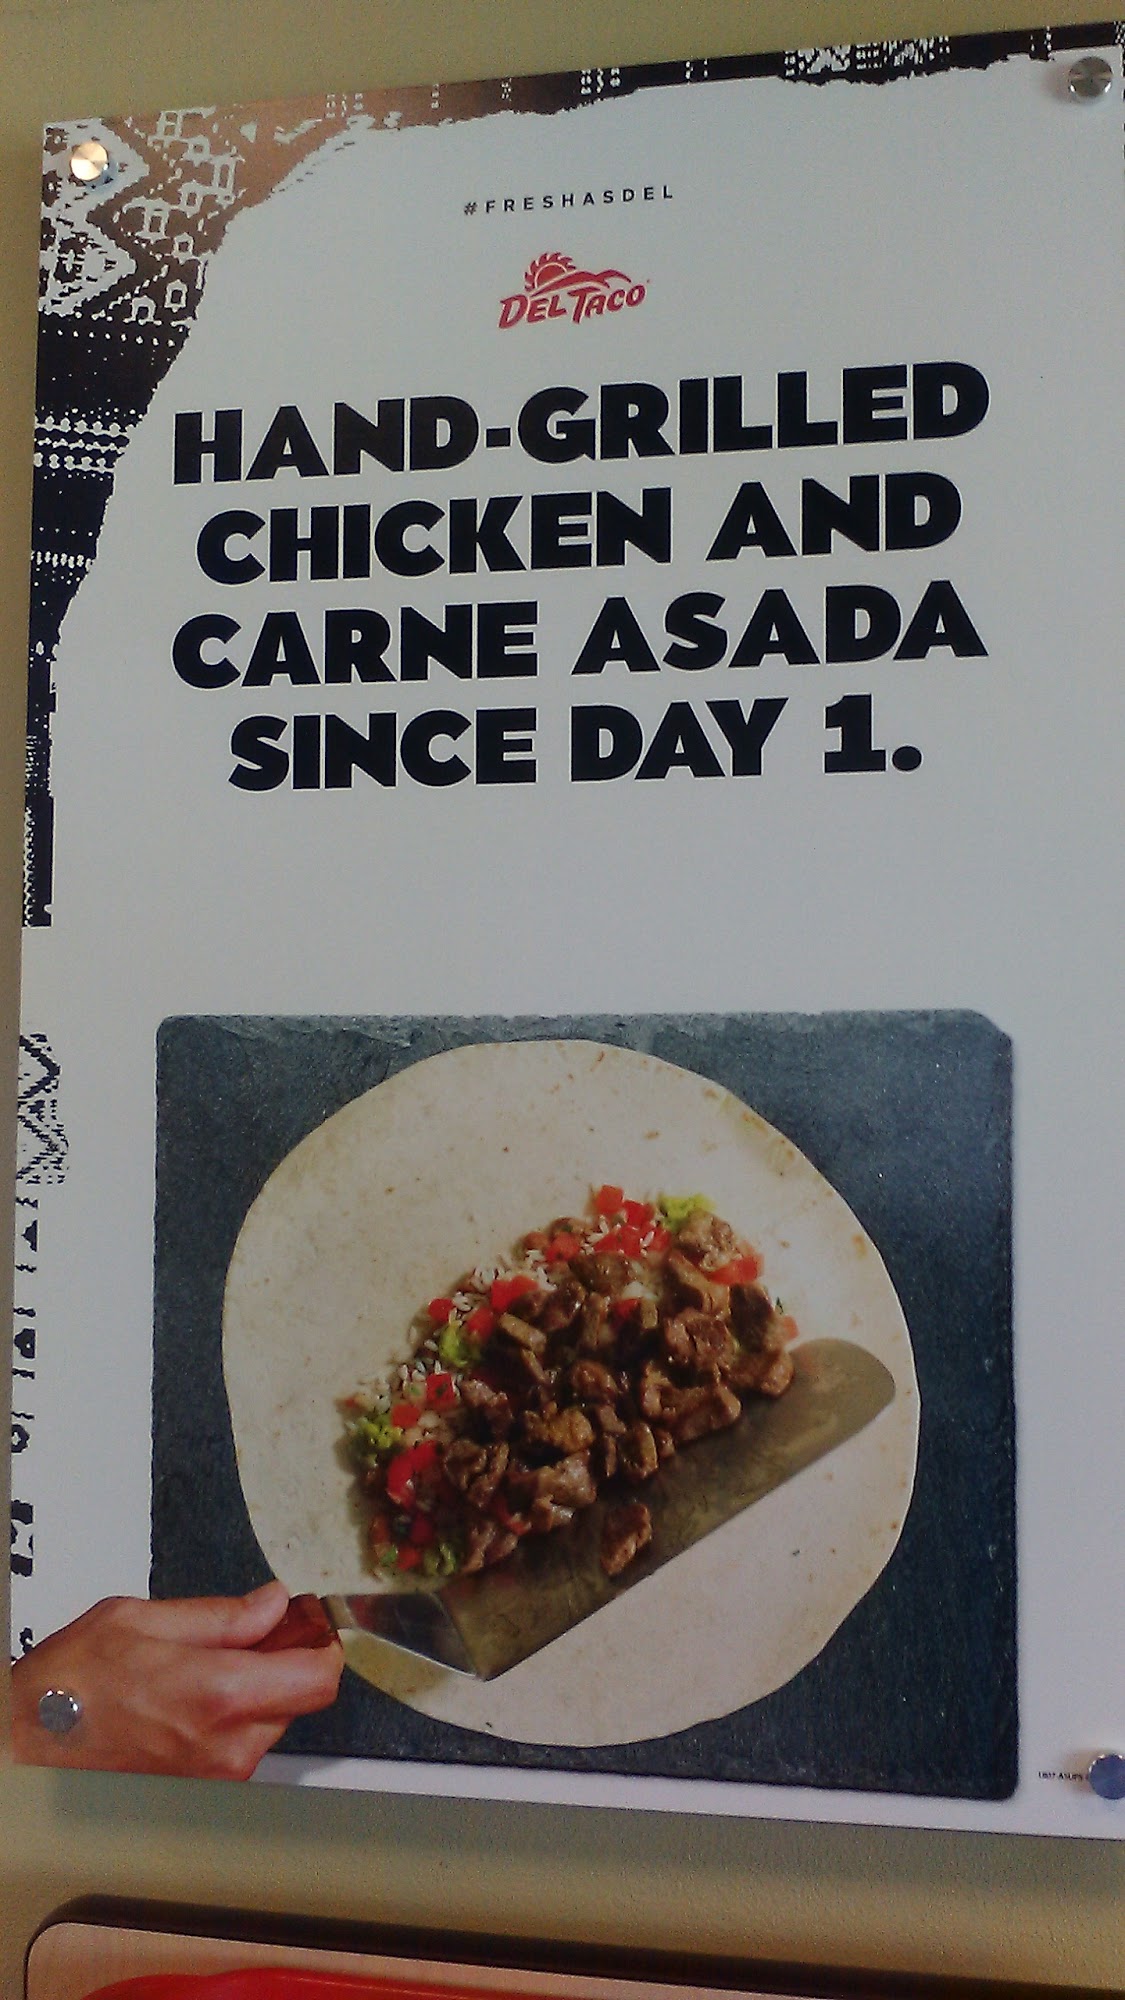 #FRESHASDEL
DEL TACO
HAND-GRILLED
CHICKEN AND
CARNE ASADA
SINCE DAY 1.